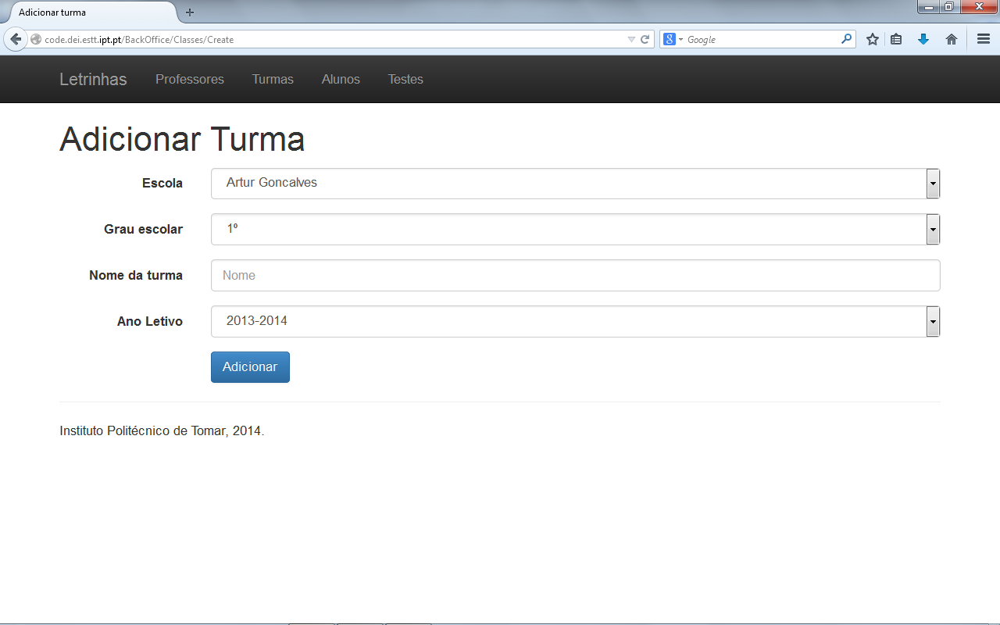 Adicionar turma
code.dei.estt.ipt.pt/BackOffice/Classes/Create
Google
Letrinhas Professores Turmas Alunos Testes
Adicionar Turma
Escola Artur Goncalves
Grau escolar 1º
Nome da turma Nome
Ano Letivo 2013-2014
Adicionar
Instituto Politécnico de Tomar, 2014.